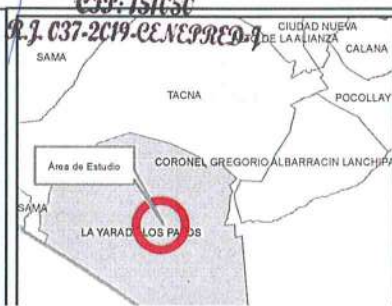 R.J. 037-2019-CENEPRED-J
CIUDAD NUEVA
ALTO DE LA ALIANZA
SAMA
CALANA
TACNA
POCOLLAY
Área de Estudio
CORONEL GREGORIO ALBARRACIN LANCHIPA
SAMA
LA YARADA LOS PALOS